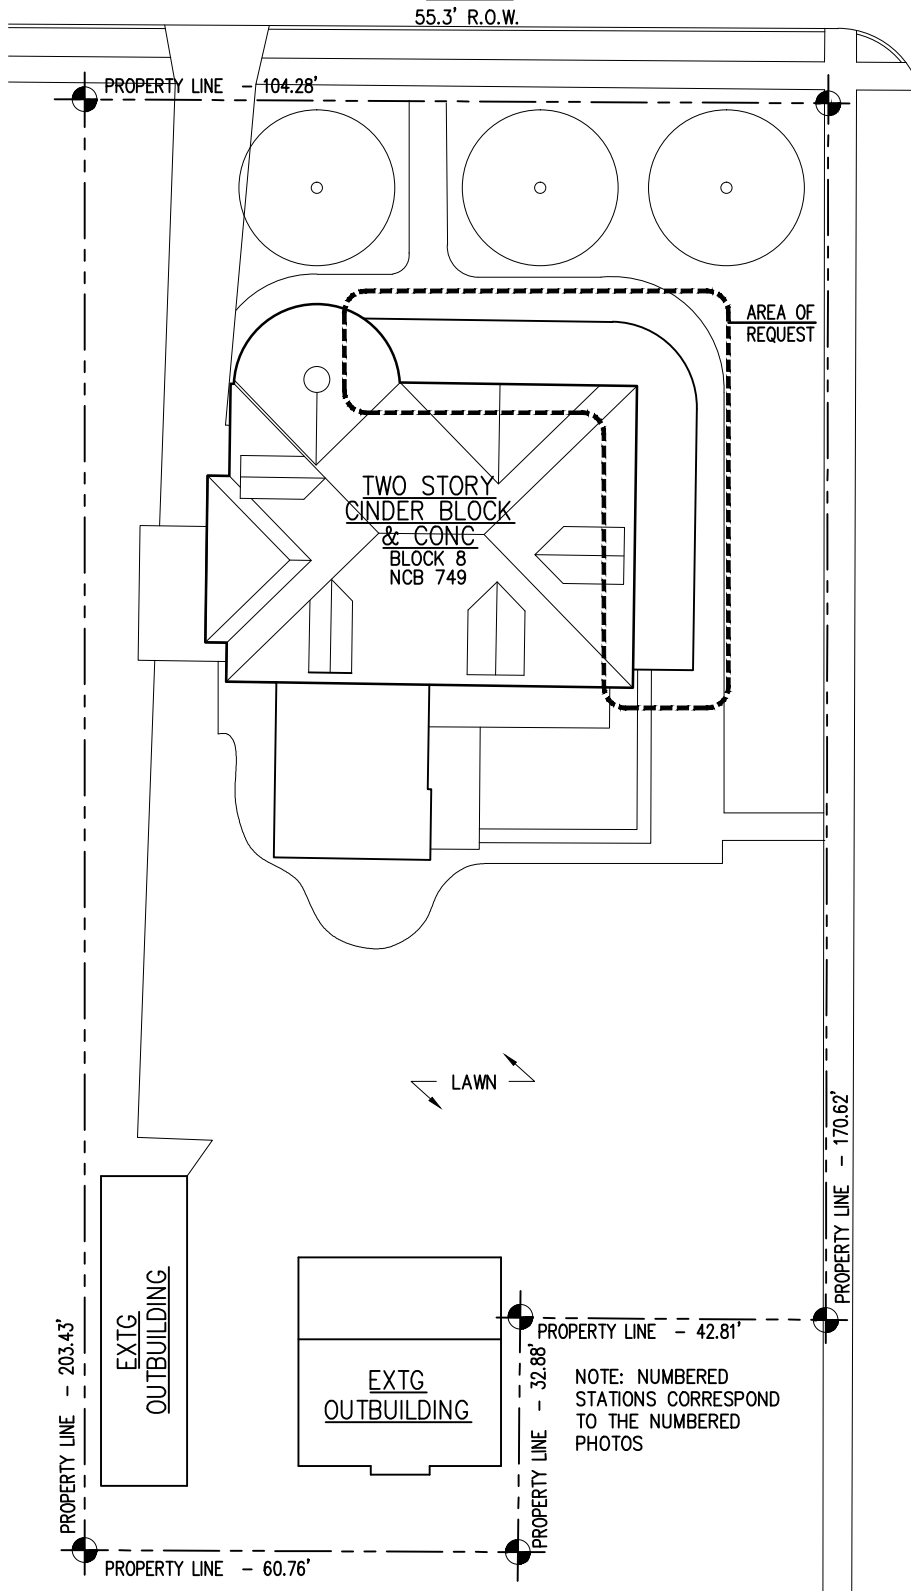 55.3' R.O.W.
PROPERTY LINE - 104.28'
AREA OF
REQUEST
TWO STORY
CINDER BLOCK
& CONC
BLOCK 8
NCB 749
LAWN
PROPERTY LINE - 170.62'
PROPERTY LINE - 203.43'
EXTG
OUTBUILDING
EXTG
OUTBUILDING
PROPERTY LINE - 42.81'
PROPERTY LINE - 32.88'
NOTE: NUMBERED
STATIONS CORRESPOND
TO THE NUMBERED
PHOTOS
PROPERTY LINE - 60.76'